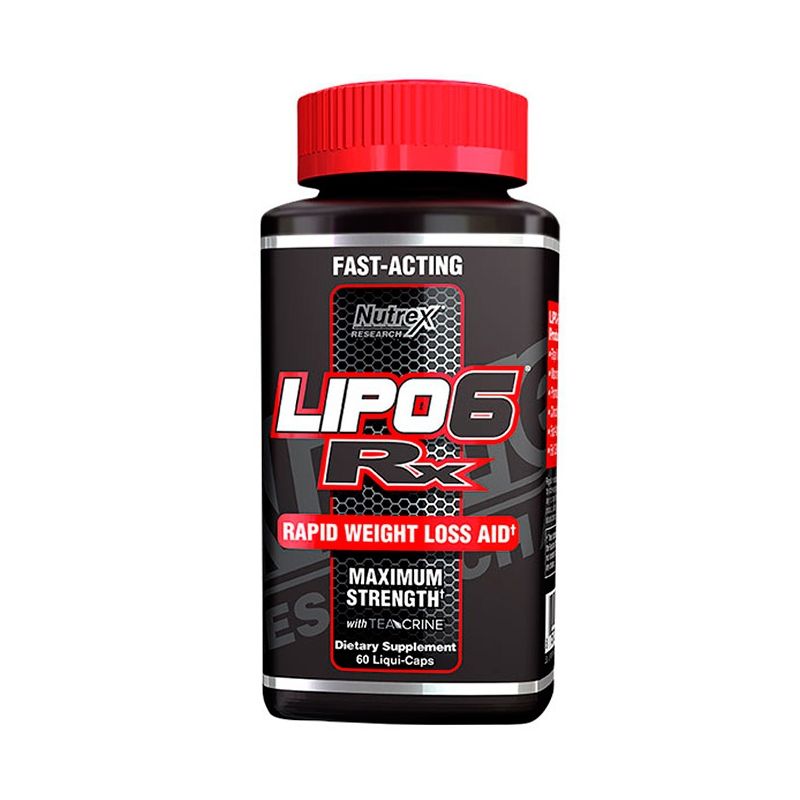 FAST-ACTING
Nutrex
RESEARCH
LIPO6®
Rx
RAPID WEIGHT LOSS AID†
MAXIMUM
STRENGTH†
with TEACRINE
Dietary Supplement
60 Liqui-Caps